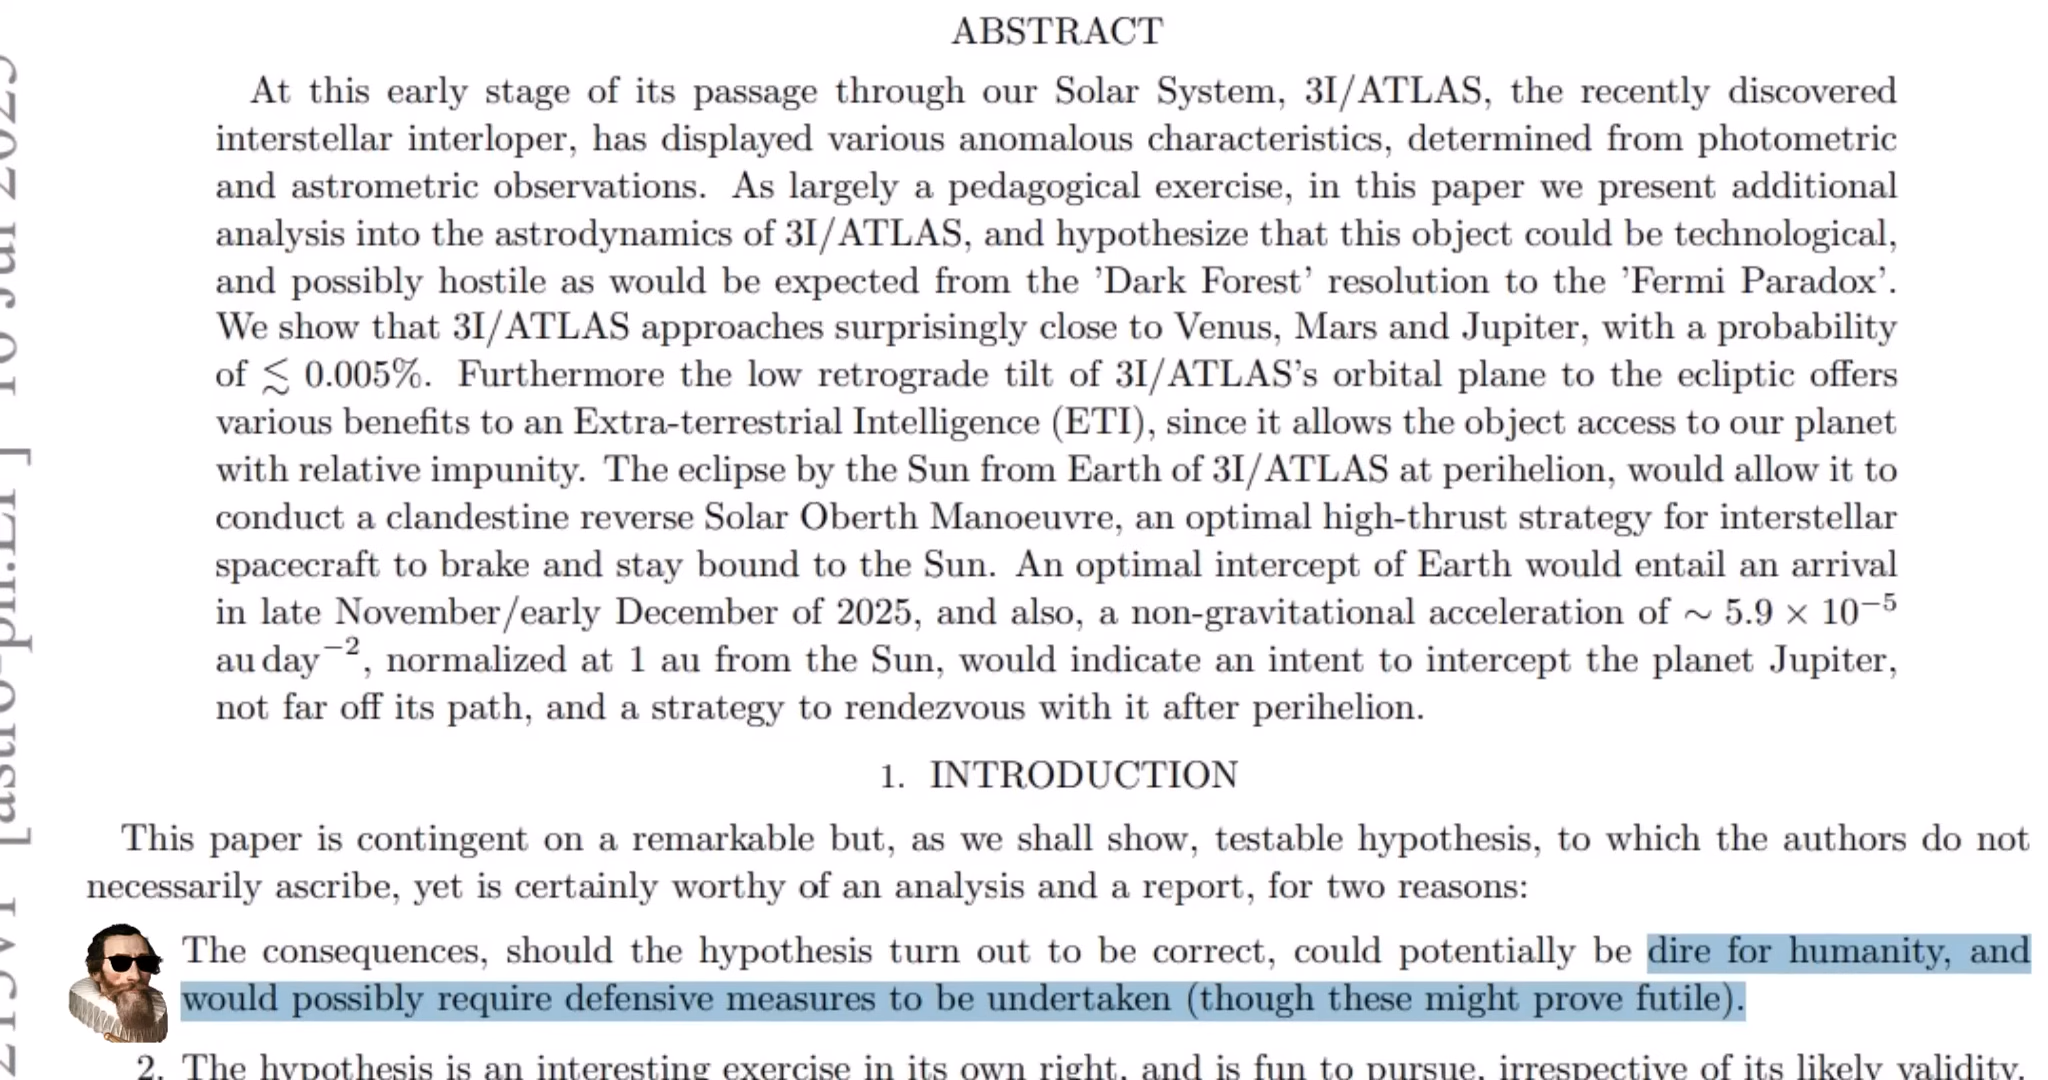 ABSTRACT
At this early stage of its passage through our Solar System, 3I/ATLAS, the recently discovered
interstellar interloper, has displayed various anomalous characteristics, determined from photometric
and astrometric observations. As largely a pedagogical exercise, in this paper we present additional
analysis into the astrodynamics of 3I/ATLAS, and hypothesize that this object could be technological,
and possibly hostile as would be expected from the 'Dark Forest' resolution to the 'Fermi Paradox'.
We show that 3I/ATLAS approaches surprisingly close to Venus, Mars and Jupiter, with a probability
of ≲ 0.005%. Furthermore the low retrograde tilt of 3I/ATLAS's orbital plane to the ecliptic offers
various benefits to an Extra-terrestrial Intelligence (ETI), since it allows the object access to our planet
with relative impunity. The eclipse by the Sun from Earth of 3I/ATLAS at perihelion, would allow it to
conduct a clandestine reverse Solar Oberth Manoeuvre, an optimal high-thrust strategy for interstellar
spacecraft to brake and stay bound to the Sun. An optimal intercept of Earth would entail an arrival
in late November/early December of 2025, and also, a non-gravitational acceleration of ∼ 5.9 × 10⁻⁵
au day⁻², normalized at 1 au from the Sun, would indicate an intent to intercept the planet Jupiter,
not far off its path, and a strategy to rendezvous with it after perihelion.
1. INTRODUCTION
This paper is contingent on a remarkable but, as we shall show, testable hypothesis, to which the authors do not
necessarily ascribe, yet is certainly worthy of an analysis and a report, for two reasons:
The consequences, should the hypothesis turn out to be correct, could potentially be dire for humanity, and
would possibly require defensive measures to be undertaken (though these might prove futile).
2. The hypothesis is an interesting exercise in its own right, and is fun to pursue, irrespective of its likely validity.